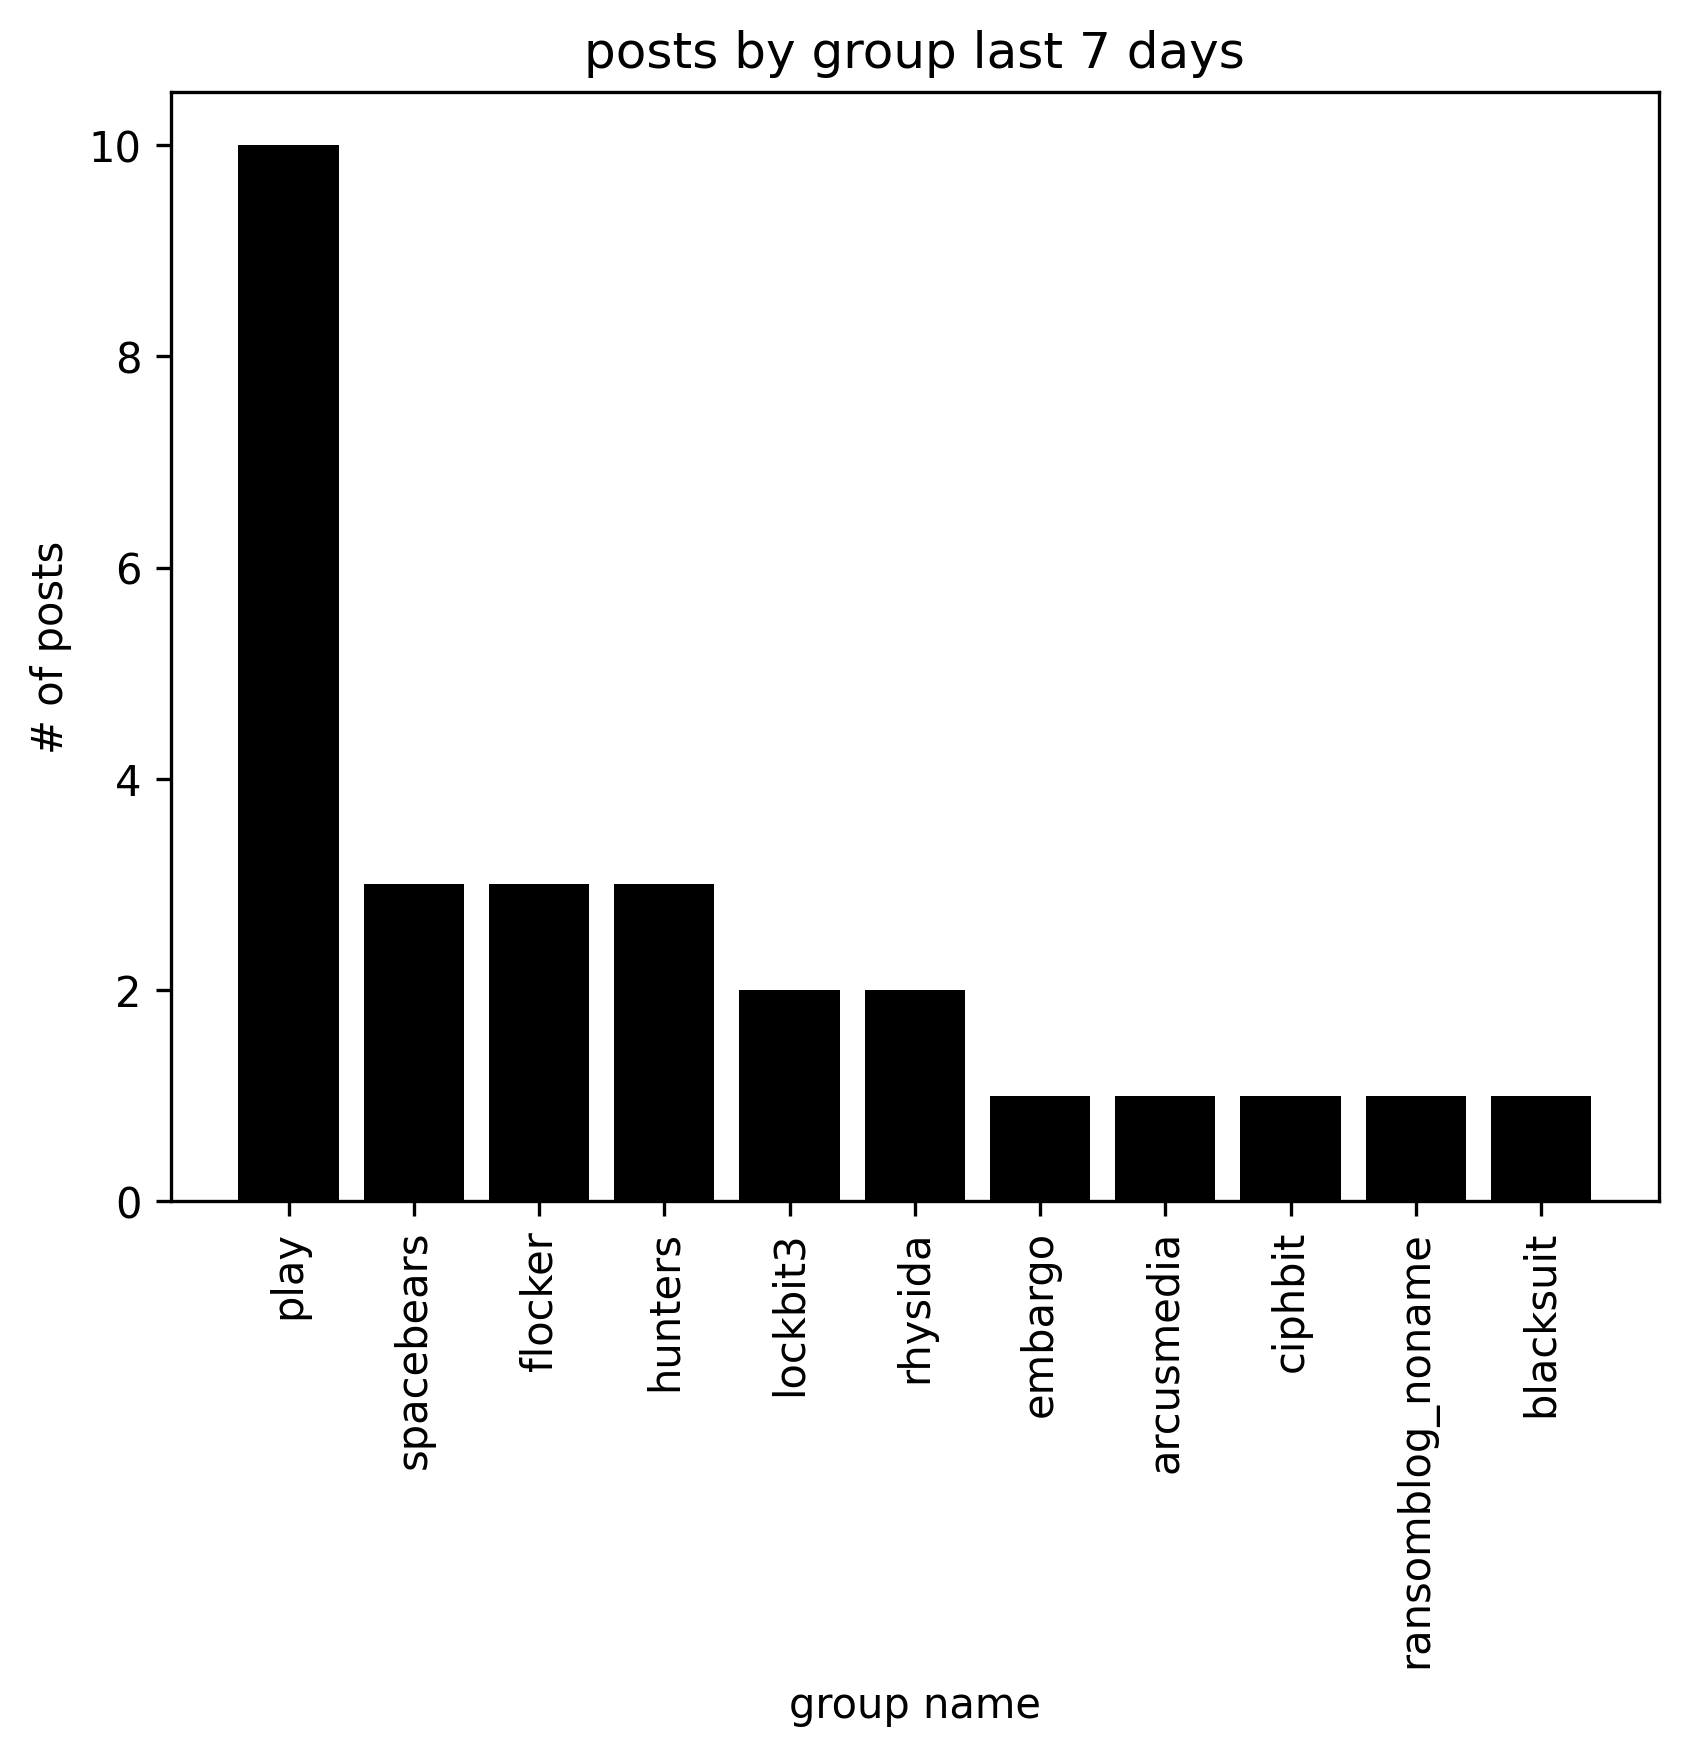 posts by group last 7 days
10
8
6
4
2
0
# of posts
play
spacebears
flocker
hunters
lockbit3
rhysida
embargo
arcusmedia
ciphbit
ransomblog_noname
blacksuit
group name